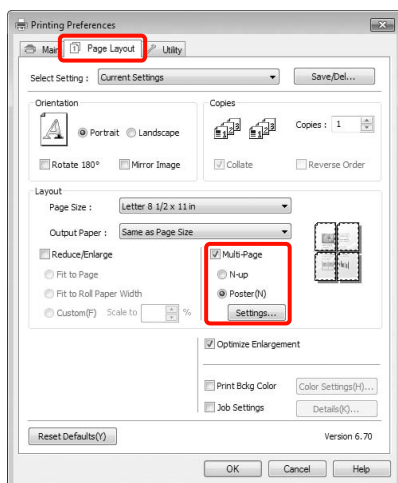 Printing Preferences
Main Page Layout Utility
Select Setting : Current Settings Save/Del...
Orientation
A
Portrait Landscape
Rotate 180° Mirror Image
Copies
Copies : 1
Collate Reverse Order
Layout
Page Size : Letter 8 1/2 x 11 in
Output Paper : Same as Page Size
Reduce/Enlarge
Fit to Page
Fit to Roll Paper Width
Custom(F) Scale to %
Multi-Page
N-up
Poster(N)
Settings...
Optimize Enlargement
Print Bckg Color Color Settings(H)...
Job Settings Details(K)...
Reset Defaults(Y) Version 6.70
OK Cancel Help